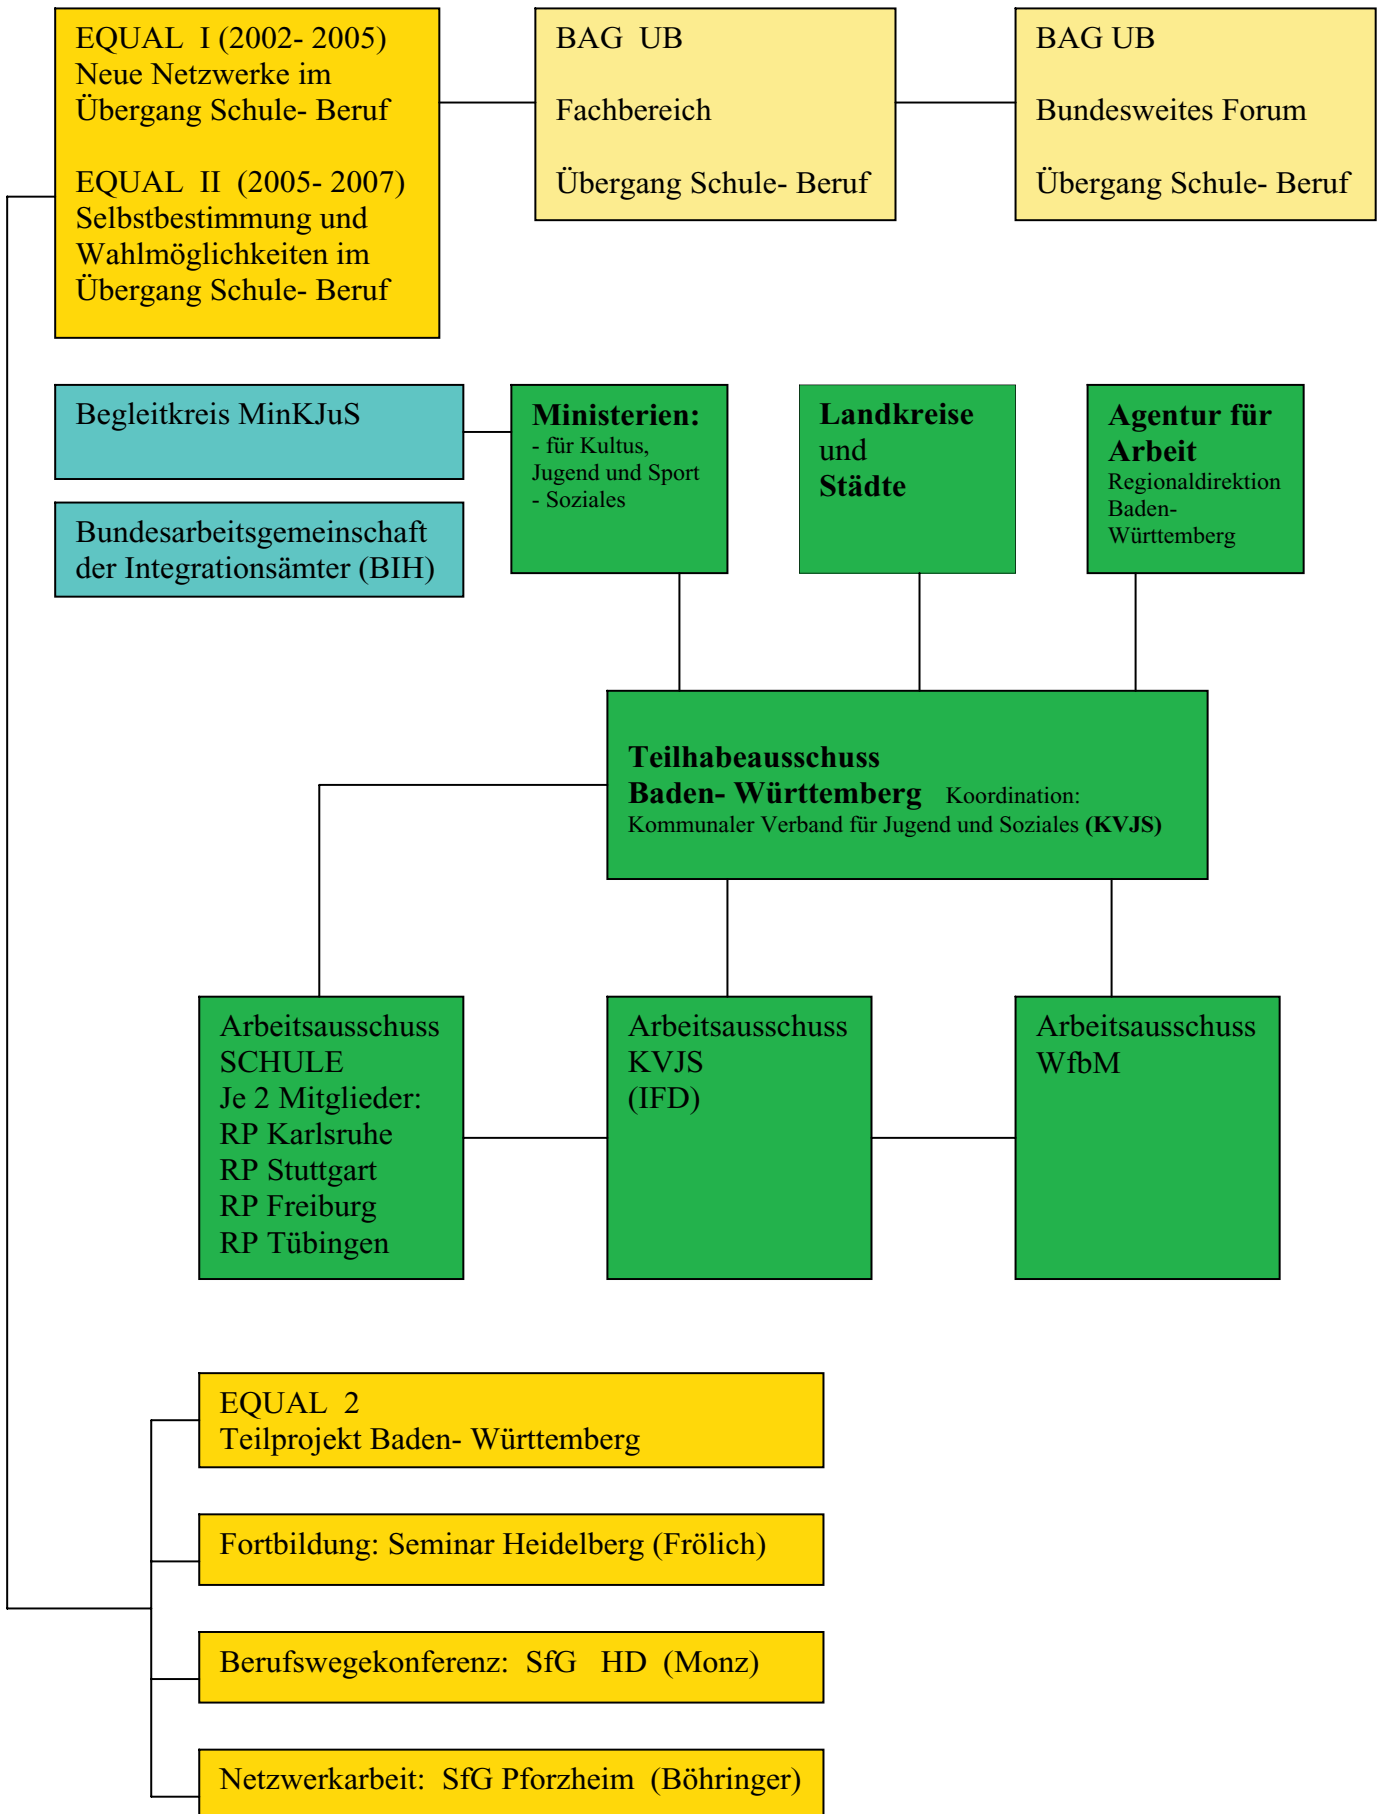 EQUAL I (2002- 2005)
Neue Netzwerke im
Übergang Schule- Beruf
EQUAL II (2005- 2007)
Selbstbestimmung und
Wahlmöglichkeiten im
Übergang Schule- Beruf
BAG UB
Fachbereich
Übergang Schule- Beruf
BAG UB
Bundesweites Forum
Übergang Schule- Beruf
Begleitkreis MinKJuS
Bundesarbeitsgemeinschaft
der Integrationsämter (BIH)
Ministerien:
- für Kultus,
Jugend und Sport
- Soziales
Landkreise
und
Städte
Agentur für
Arbeit
Regionaldirektion
Baden-
Württemberg
Teilhabeausschuss
Baden- Württemberg Koordination:
Kommunaler Verband für Jugend und Soziales (KVJS)
Arbeitsausschuss
SCHULE
Je 2 Mitglieder:
RP Karlsruhe
RP Stuttgart
RP Freiburg
RP Tübingen
Arbeitsausschuss
KVJS
(IFD)
Arbeitsausschuss
WfbM
EQUAL 2
Teilprojekt Baden- Württemberg
Fortbildung: Seminar Heidelberg (Frölich)
Berufswegekonferenz: SfG HD (Monz)
Netzwerkarbeit: SfG Pforzheim (Böhringer)